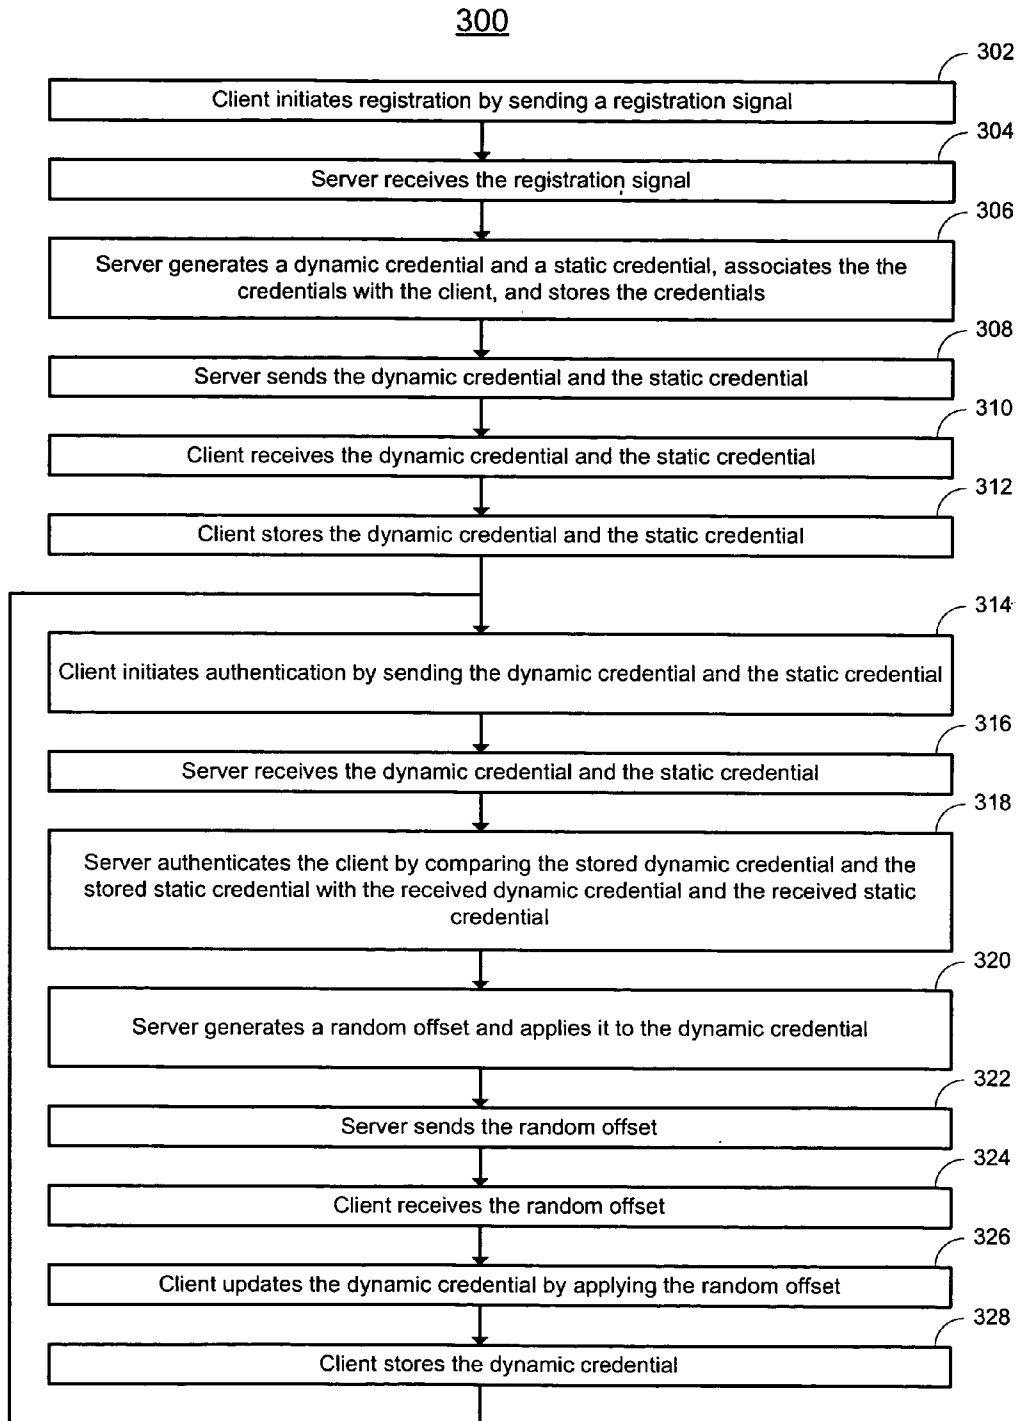 300
302
Client initiates registration by sending a registration signal
304
Server receives the registration signal
306
Server generates a dynamic credential and a static credential, associates the the
credentials with the client, and stores the credentials
308
Server sends the dynamic credential and the static credential
310
Client receives the dynamic credential and the static credential
312
Client stores the dynamic credential and the static credential
314
Client initiates authentication by sending the dynamic credential and the static credential
316
Server receives the dynamic credential and the static credential
318
Server authenticates the client by comparing the stored dynamic credential and the
stored static credential with the received dynamic credential and the received static
credential
320
Server generates a random offset and applies it to the dynamic credential
322
Server sends the random offset
324
Client receives the random offset
326
Client updates the dynamic credential by applying the random offset
328
Client stores the dynamic credential